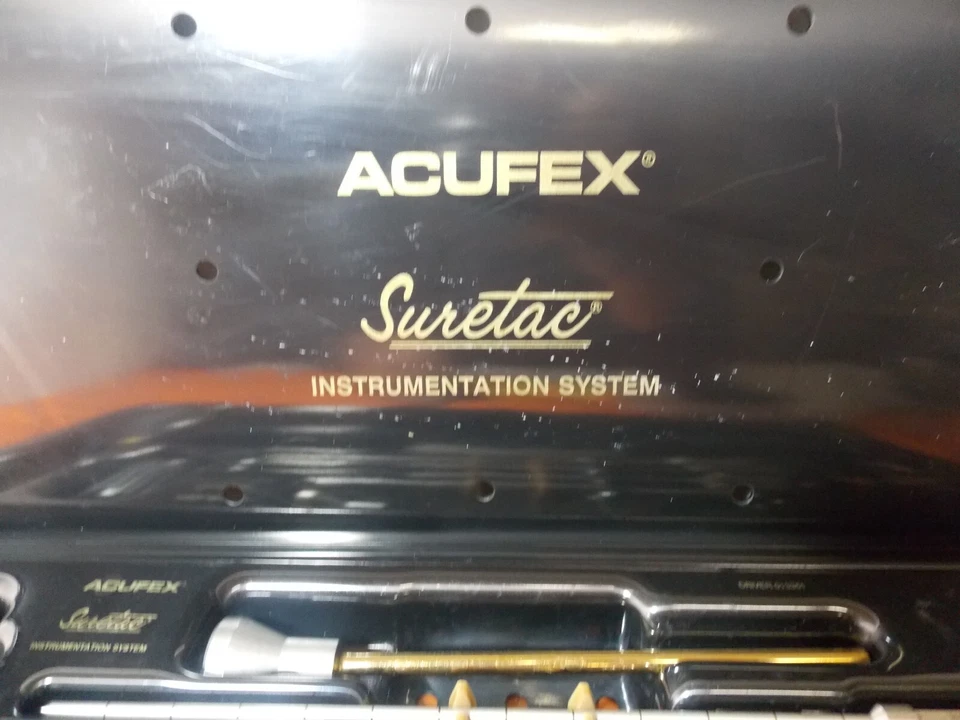 ACUFEX®
Suretac®
INSTRUMENTATION SYSTEM
ACUFEX
Suretac
INSTRUMENTATION SYSTEM